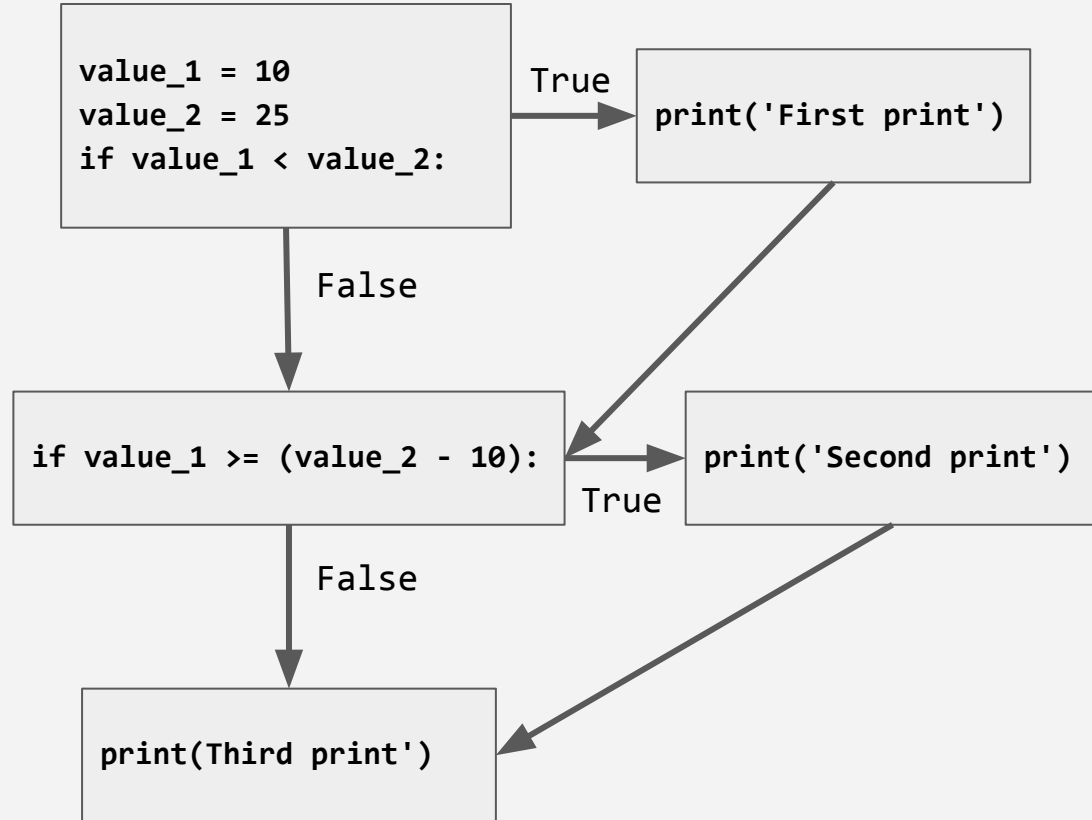 value_1 = 10
value_2 = 25
if value_1 < value_2:
True
print('First print')
False
if value_1 >= (value_2 - 10):
True
print('Second print')
False
print(Third print')